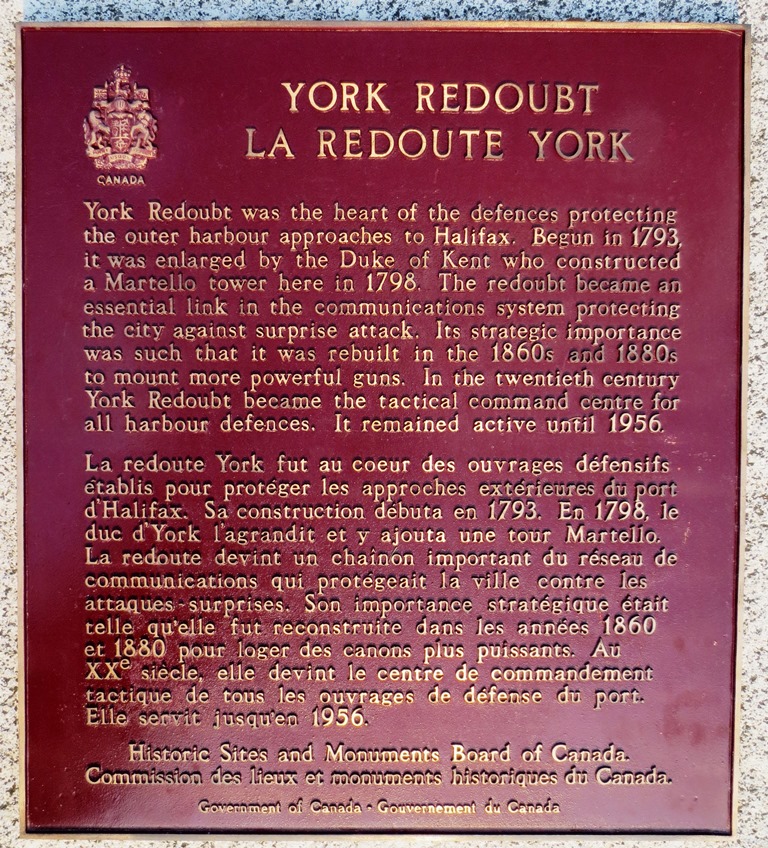 CANADA
YORK REDOUBT
LA REDOUTE YORK
York Redoubt was the heart of the defences protecting
the outer harbour approaches to Halifax. Begun in 1793,
it was enlarged by the Duke of Kent who constructed
a Martello tower here in 1798. The redoubt became an
essential link in the communications system protecting
the city against surprise attack. Its strategic importance
was such that it was rebuilt in the 1860s and 1880s
to mount more powerful guns. In the twentieth century
York Redoubt became the tactical command centre for
all harbour defences. It remained active until 1956.
La redoute York fut au coeur des ouvrages défensifs
établis pour protéger les approches extérieures du port
d'Halifax. Sa construction débuta en 1793. En 1798, le
duc d'York l'agrandit et y ajouta une tour Martello.
La redoute devint un chaînon important du réseau de
communications qui protégeait la ville contre les
attaques-surprises. Son importance stratégique était
telle qu'elle fut reconstruite dans les années 1860
et 1880 pour loger des canons plus puissants. Au
XXe siècle, elle devint le centre de commandement
tactique de tous les ouvrages de défense du port.
Elle servit jusqu'en 1956.
Historic Sites and Monuments Board of Canada.
Commission des lieux et monuments historiques du Canada.
Government of Canada · Gouvernement du Canada